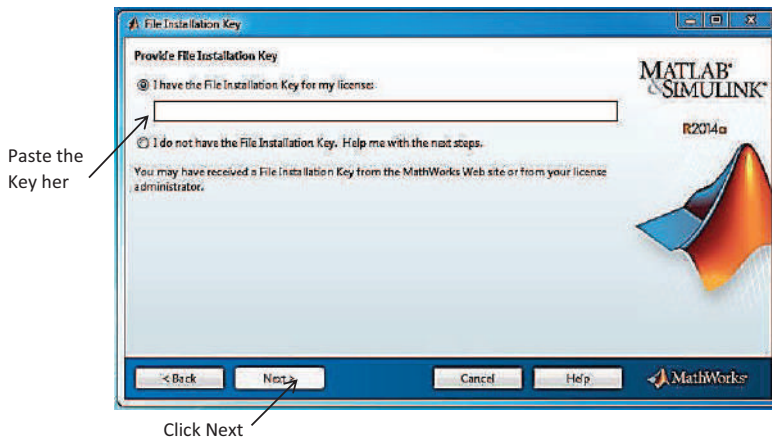 File Installation Key
Provide File Installation Key
I have the File Installation Key for my license:
I do not have the File Installation Key. Help me with the next steps.
You may have received a File Installation Key from the MathWorks Web site or from your license
administrator.
MATLAB®
&SIMULINK®
R2014a
Paste the
Key her
< Back
Next >
Cancel
Help
MathWorks®
Click Next